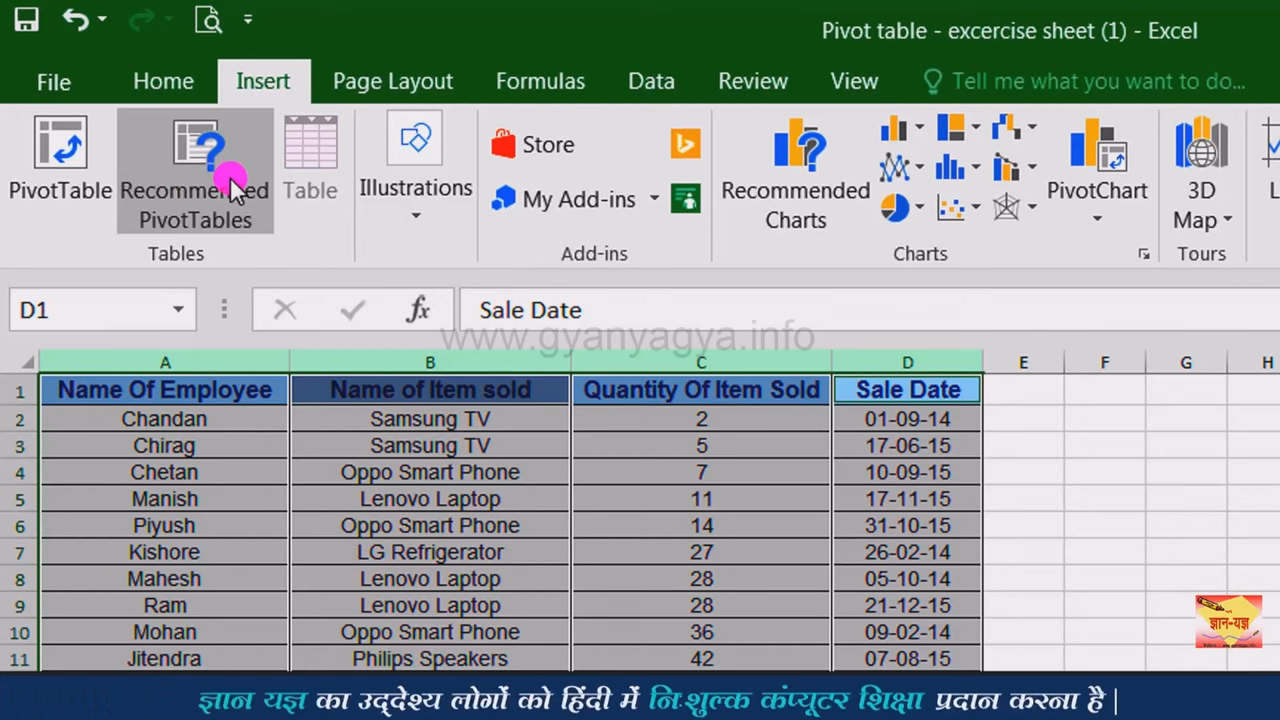 Pivot table - excercise sheet (1) - Excel
File Home Insert Page Layout Formulas Data Review View Tell me what you want to do...
PivotTable Recommended PivotTables Table Illustrations Store My Add-ins Recommended Charts PivotChart 3D Map
Tables Add-ins Charts Tours
D1 fx Sale Date
www.gyanyagya.info
A B C D E F G H
1 Name Of Employee Name of Item sold Quantity Of Item Sold Sale Date
2 Chandan Samsung TV 2 01-09-14
3 Chirag Samsung TV 5 17-06-15
4 Chetan Oppo Smart Phone 7 10-09-15
5 Manish Lenovo Laptop 11 17-11-15
6 Piyush Oppo Smart Phone 14 31-10-15
7 Kishore LG Refrigerator 27 26-02-14
8 Mahesh Lenovo Laptop 28 05-10-14
9 Ram Lenovo Laptop 28 21-12-15
10 Mohan Oppo Smart Phone 36 09-02-14
11 Jitendra Philips Speakers 42 07-08-15
ज्ञान-यज्ञ
ज्ञान यज्ञ का उद्देश्य लोगों को हिंदी में निःशुल्क कंप्यूटर शिक्षा प्रदान करना है |